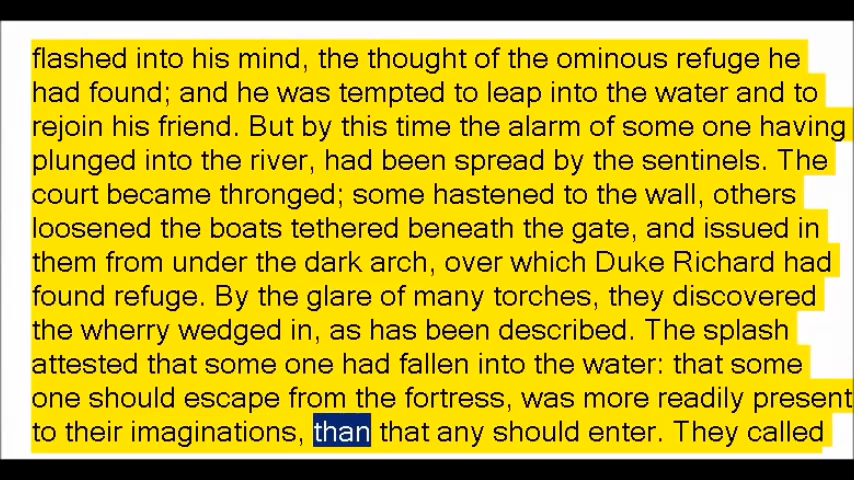 flashed into his mind, the thought of the ominous refuge he
had found; and he was tempted to leap into the water and to
rejoin his friend. But by this time the alarm of some one having
plunged into the river, had been spread by the sentinels. The
court became thronged; some hastened to the wall, others
loosened the boats tethered beneath the gate, and issued in
them from under the dark arch, over which Duke Richard had
found refuge. By the glare of many torches, they discovered
the wherry wedged in, as has been described. The splash
attested that some one had fallen into the water: that some
one should escape from the fortress, was more readily present
to their imaginations, than that any should enter. They called